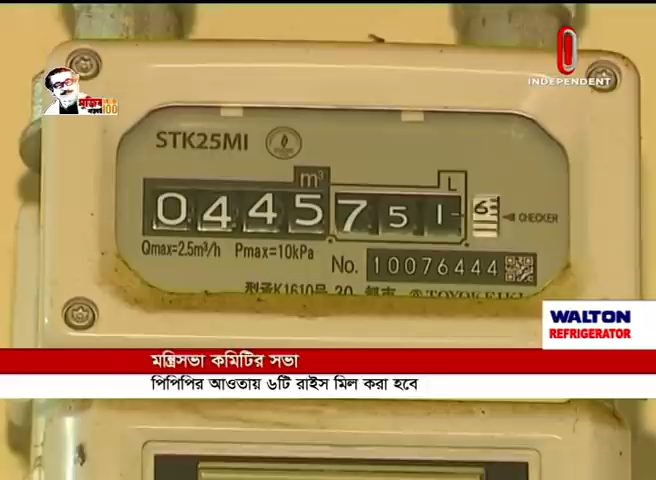 INDEPENDENT
মুজিব
100
STK25MI
m³
L
0445 751 6
CHECKER
Qmax=2.5m³/h Pmax=10kPa
No. 10076444
WALTON
REFRIGERATOR
মন্ত্রিসভা কমিটির সভা
পিপিপির আওতায় ৬টি রাইস মিল করা হবে